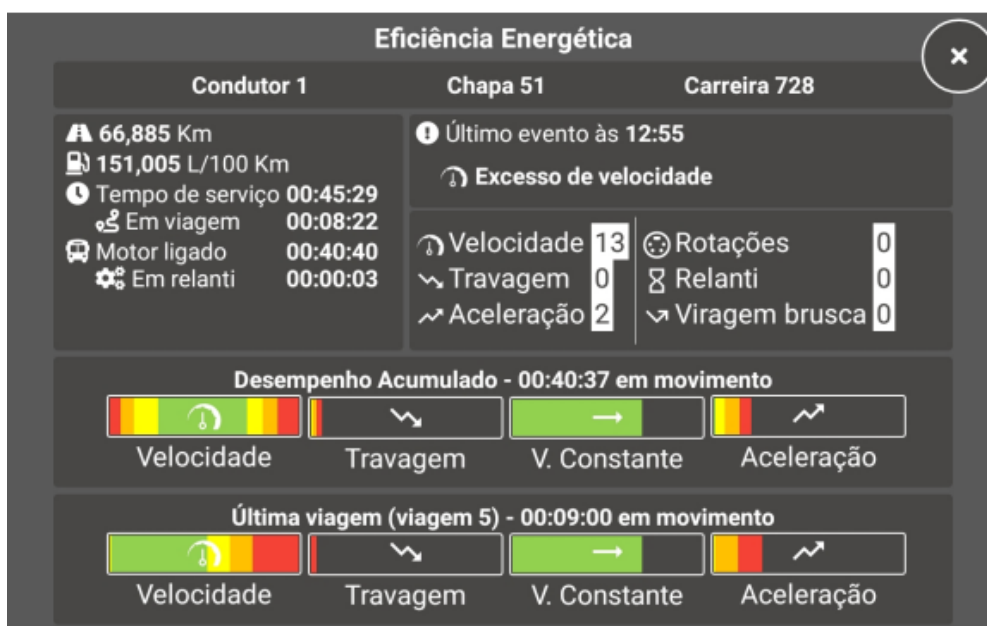 Eficiência Energética
Condutor 1 Chapa 51 Carreira 728
66,885 Km
151,005 L/100 Km
Tempo de serviço 00:45:29
Em viagem 00:08:22
Motor ligado 00:40:40
Em relanti 00:00:03
Último evento às 12:55
Excesso de velocidade
Velocidade 13
Travagem 0
Aceleração 2
Rotações 0
Relanti 0
Viragem brusca 0
Desempenho Acumulado - 00:40:37 em movimento
Velocidade Travagem V. Constante Aceleração
Última viagem (viagem 5) - 00:09:00 em movimento
Velocidade Travagem V. Constante Aceleração